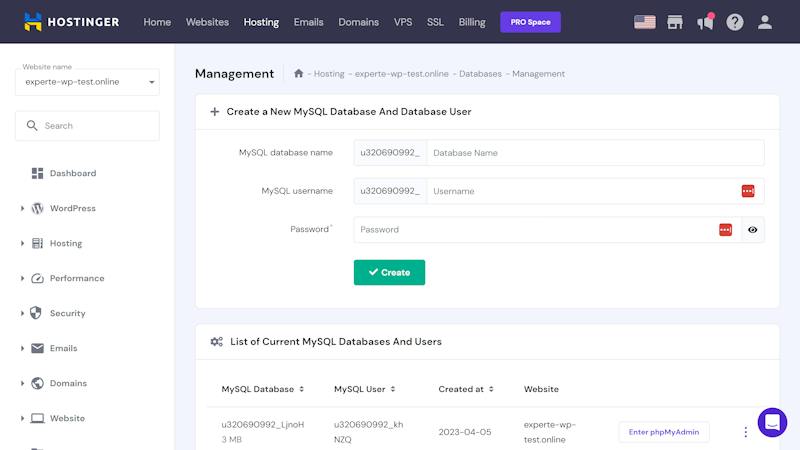 HOSTINGER Home Websites Hosting Emails Domains VPS SSL Billing PRO Space
Website name
experte-wp-test.online
Search
Dashboard
WordPress
Hosting
Performance
Security
Emails
Domains
Website
Management - Hosting - experte-wp-test.online - Databases - Management
Create a New MySQL Database And Database User
MySQL database name u320690992_ Database Name
MySQL username u320690992_ Username
Password* Password
Create
List of Current MySQL Databases And Users
MySQL Database MySQL User Created at Website
u320690992_LjnoH u320690992_kh experte-wp-
3 MB NZQ 2023-04-05 test.online Enter phpMyAdmin